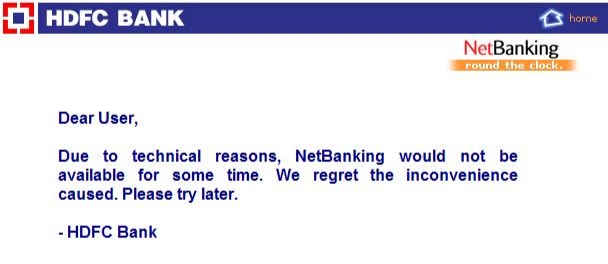 HDFC BANK
home
NetBanking
round the clock.
Dear User,
Due to technical reasons, NetBanking would not be
available for some time. We regret the inconvenience
caused. Please try later.
- HDFC Bank